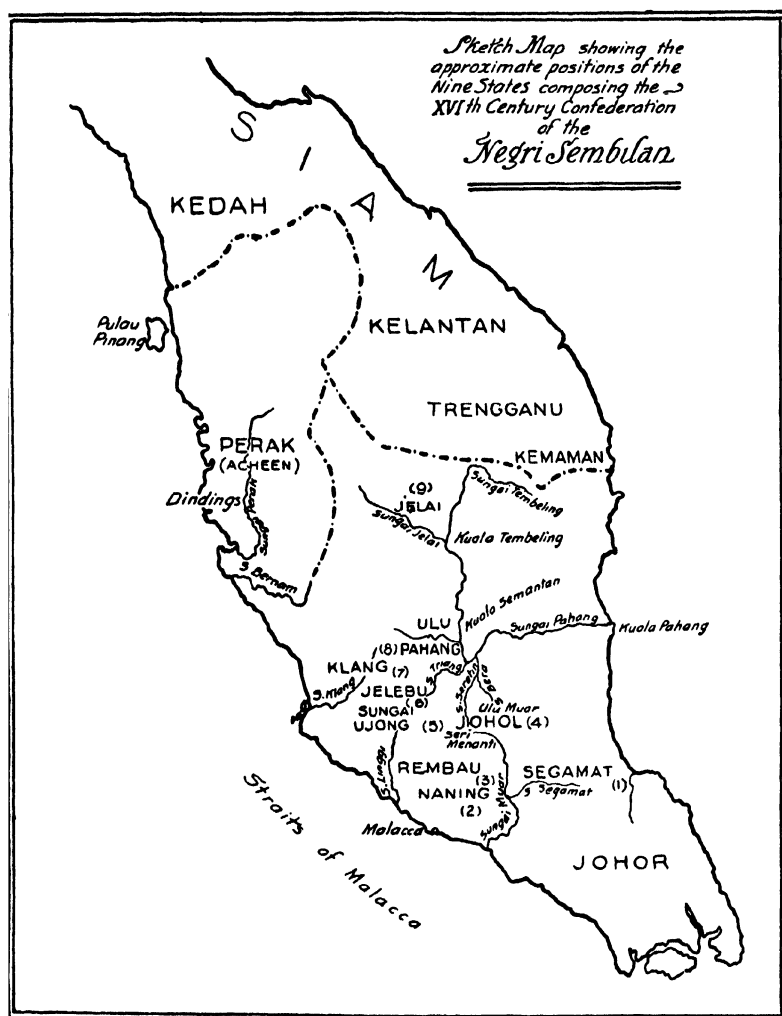 Sketch Map showing the
approximate positions of the
Nine States composing the
XVIth Century Confederation
of the
Negri Sembilan
SIAM
KEDAH
Pulau
Pinang
KELANTAN
TRENGGANU
KEMAMAN
PERAK
(ACHEEN)
Dindings
Sungai Perak
S. Bernam
(9)
JELAI
Sungai Jelai
Sungai Tembeling
Kuala Tembeling
Kuala Semantan
Sungai Pahang
Kuala Pahang
ULU
(8) PAHANG
KLANG (7)
S. Klang
S. Triang
JELEBU
(6)
SUNGAI
UJONG (5)
S. Seratin
Ulu Muar
JOHOL (4)
Seri
Menanti
S. Linggi
REMBAU
(3)
NANING
(2)
SEGAMAT
(1)
S. Segamat
Sungai Muar
Malacca
JOHOR
Straits of Malacca